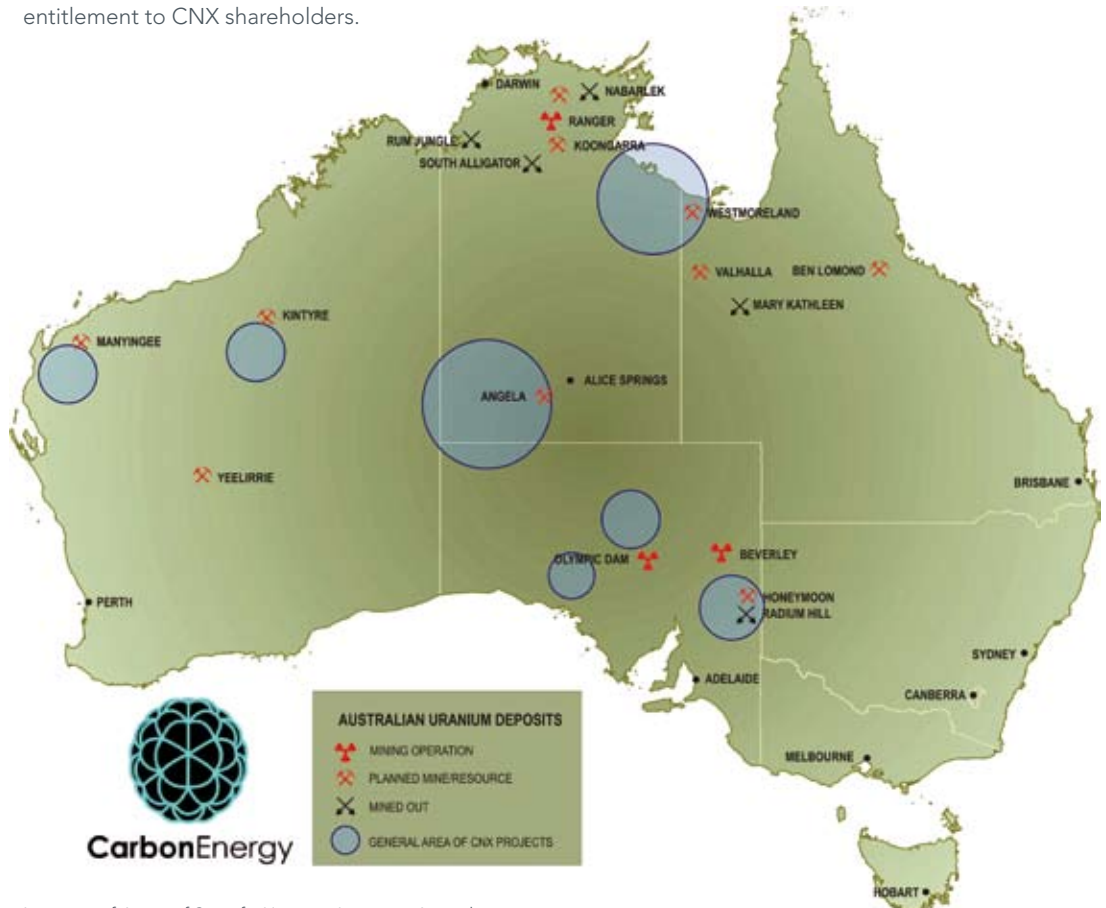 entitlement to CNX shareholders.
DARWIN
NABARLEK
RANGER
RUM JUNGLE
KOONGARRA
SOUTH ALLIGATOR
WESTMORELAND
VALHALLA
BEN LOMOND
MARY KATHLEEN
KINTYRE
MANYINGEE
ALICE SPRINGS
ANGELA
YEELIRRIE
BRISBANE
OLYMPIC DAM
BEVERLEY
HONEYMOON
RADIUM HILL
PERTH
SYDNEY
ADELAIDE
CANBERRA
MELBOURNE
HOBART
AUSTRALIAN URANIUM DEPOSITS
MINING OPERATION
PLANNED MINE/RESOURCE
MINED OUT
GENERAL AREA OF CNX PROJECTS
CarbonEnergy